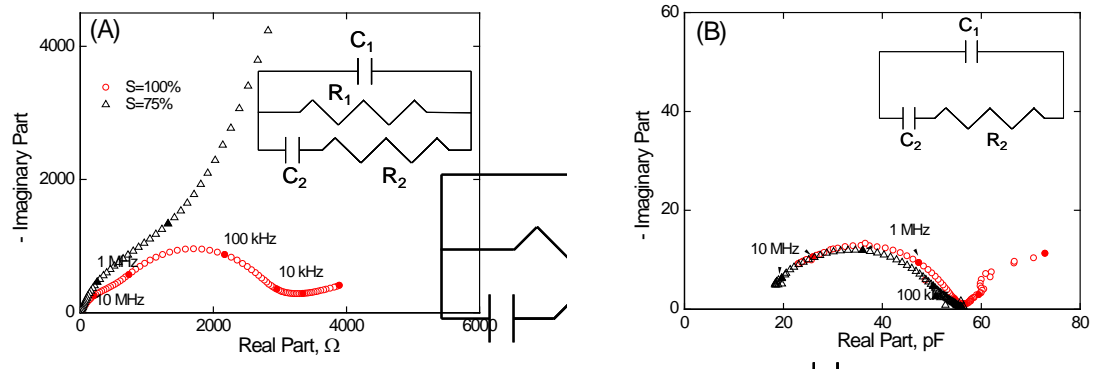 (A)
4000
2000
0
0
2000
4000
6000
- Imaginary Part
Real Part, Ω
S=100%
S=75%
C1
R1
C2
R2
1 MHz
10 MHz
100 kHz
10 kHz
(B)
60
40
20
0
0
20
40
60
80
- Imaginary Part
Real Part, pF
C1
C2
R2
10 MHz
1 MHz
100 kHz